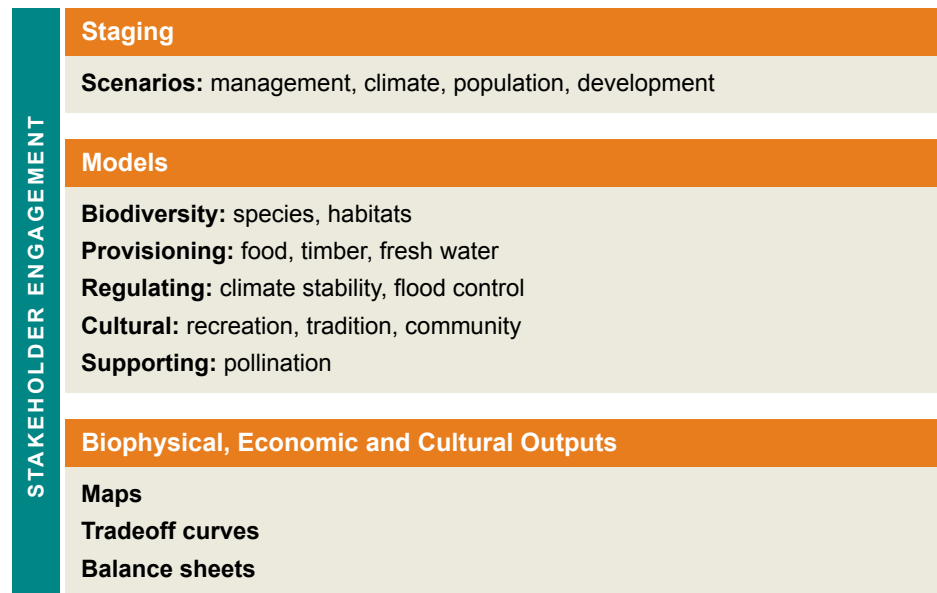 STAKEHOLDER ENGAGEMENT
Staging
Scenarios: management, climate, population, development
Models
Biodiversity: species, habitats
Provisioning: food, timber, fresh water
Regulating: climate stability, flood control
Cultural: recreation, tradition, community
Supporting: pollination
Biophysical, Economic and Cultural Outputs
Maps
Tradeoff curves
Balance sheets